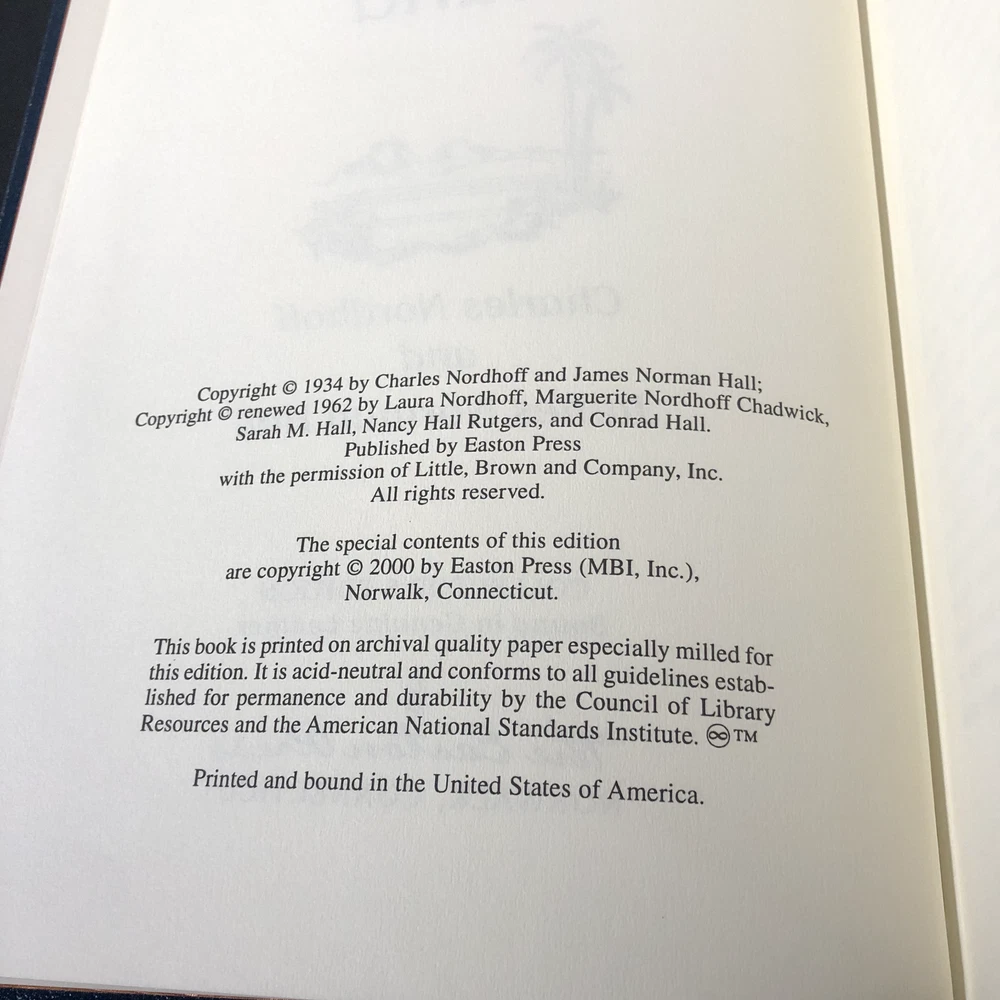 Copyright © 1934 by Charles Nordhoff and James Norman Hall;
Copyright © renewed 1962 by Laura Nordhoff, Marguerite Nordhoff Chadwick,
Sarah M. Hall, Nancy Hall Rutgers, and Conrad Hall.
Published by Easton Press
with the permission of Little, Brown and Company, Inc.
All rights reserved.
The special contents of this edition
are copyright © 2000 by Easton Press (MBI, Inc.),
Norwalk, Connecticut.
This book is printed on archival quality paper especially milled for
this edition. It is acid-neutral and conforms to all guidelines estab-
lished for permanence and durability by the Council of Library
Resources and the American National Standards Institute. ♾™
Printed and bound in the United States of America.